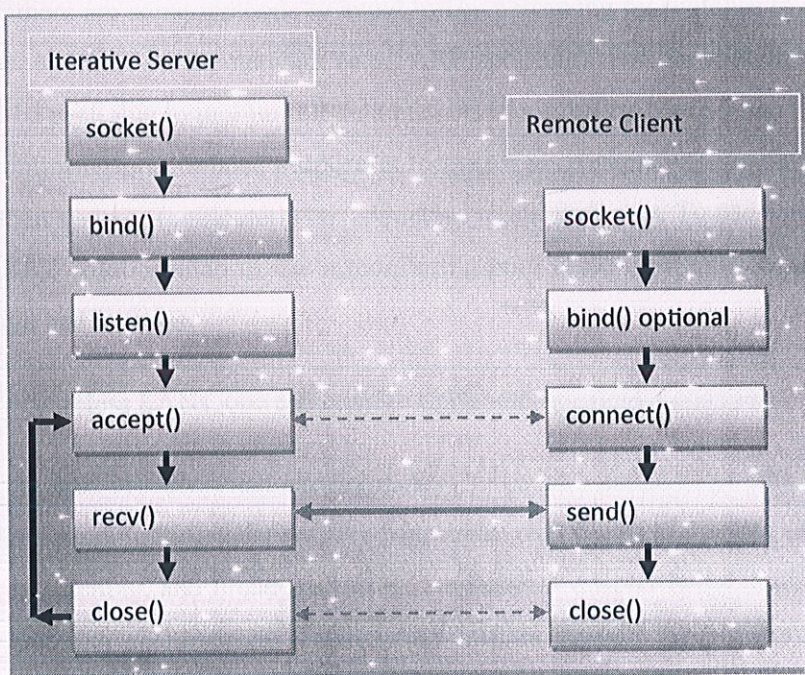 Iterative Server
socket()
bind()
listen()
accept()
recv()
close()
Remote Client
socket()
bind() optional
connect()
send()
close()